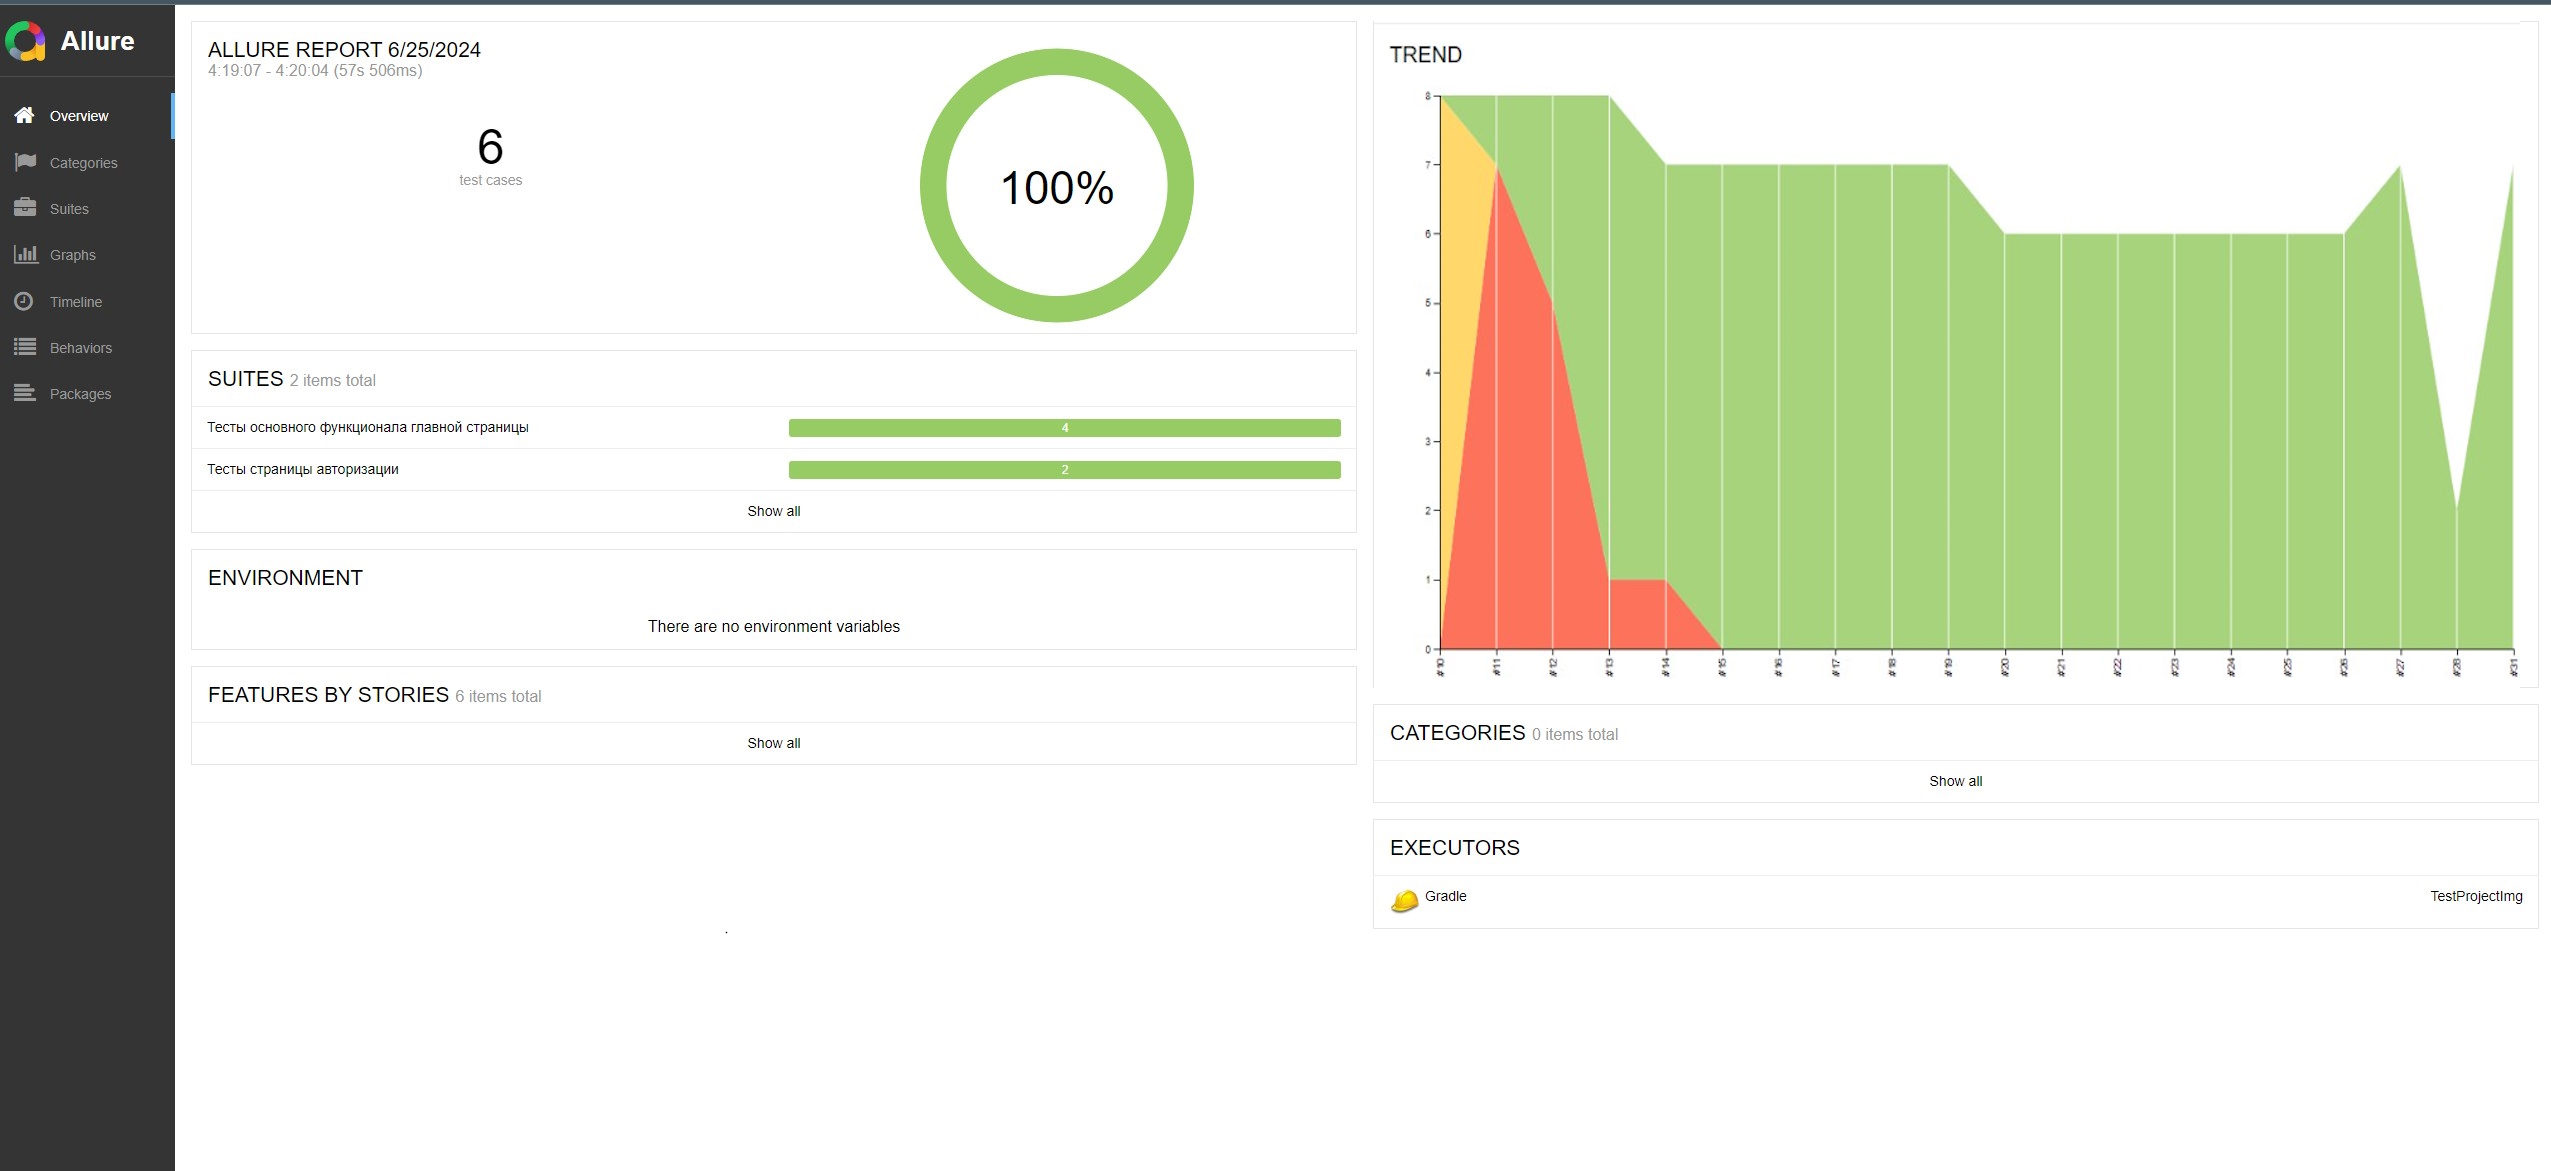 Allure
Overview
Categories
Suites
Graphs
Timeline
Behaviors
Packages
ALLURE REPORT 6/25/2024
4:19:07 - 4:20:04 (57s 506ms)
6
test cases
100%
SUITES 2 items total
Тесты основного функционала главной страницы 4
Тесты страницы авторизации 2
Show all
ENVIRONMENT
There are no environment variables
FEATURES BY STORIES 6 items total
Show all
TREND
8
7
6
5
4
3
2
1
0
#10 #11 #12 #13 #14 #15 #16 #17 #18 #19 #20 #21 #22 #23 #24 #25 #26 #27 #28 #31
CATEGORIES 0 items total
Show all
EXECUTORS
Gradle TestProjectImg